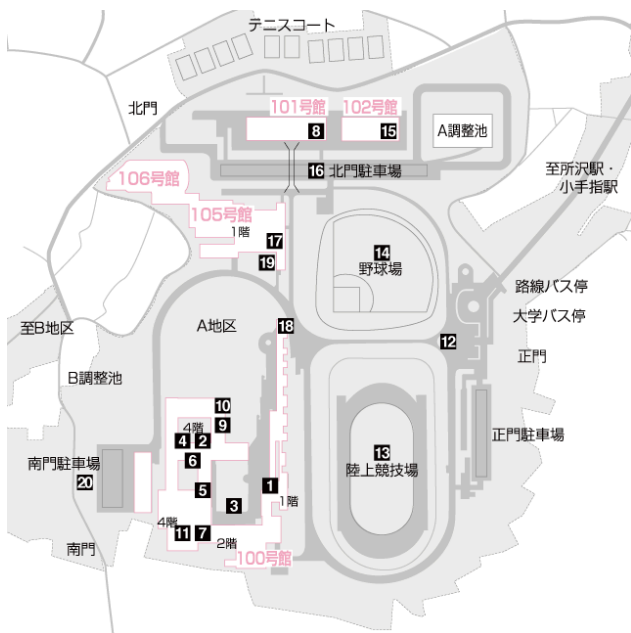 テニスコート
北門
101号館
102号館
8
15
A調整池
16
北門駐車場
至所沢駅・
小手指駅
106号館
105号館
1階
17
19
14
野球場
路線バス停
大学バス停
至B地区
A地区
18
12
正門
B調整池
10
4階
9
4
2
6
南門駐車場
20
5
3
1
1階
13
陸上競技場
正門駐車場
南門
4階
11
7
2階
100号館